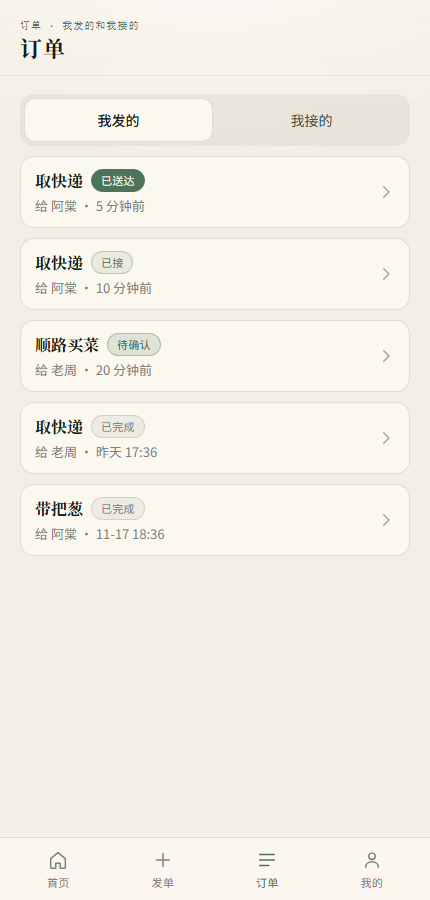 订单 · 我发的和我接的
订单
我发的
我接的
取快递 已送达
给 阿棠 · 5 分钟前
取快递 已接
给 阿棠 · 10 分钟前
顺路买菜 待确认
给 老周 · 20 分钟前
取快递 已完成
给 老周 · 昨天 17:36
带把葱 已完成
给 阿棠 · 11-17 18:36
首页
发单
订单
我的